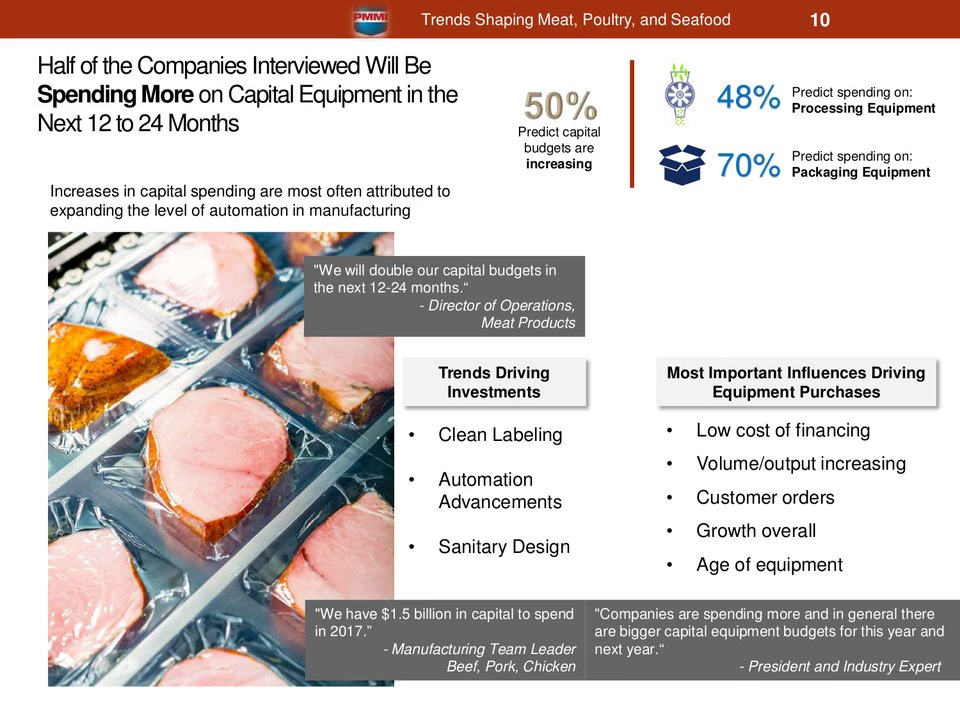 PMMI
Trends Shaping Meat, Poultry, and Seafood
10
Half of the Companies Interviewed Will Be
Spending More on Capital Equipment in the
Next 12 to 24 Months
50%
Predict capital
budgets are
increasing
48%
Predict spending on:
Processing Equipment
70%
Predict spending on:
Packaging Equipment
Increases in capital spending are most often attributed to
expanding the level of automation in manufacturing
"We will double our capital budgets in
the next 12-24 months.“
- Director of Operations,
Meat Products
Trends Driving
Investments
• Clean Labeling
• Automation
Advancements
• Sanitary Design
Most Important Influences Driving
Equipment Purchases
• Low cost of financing
• Volume/output increasing
• Customer orders
• Growth overall
• Age of equipment
"We have $1.5 billion in capital to spend
in 2017.”
- Manufacturing Team Leader
Beef, Pork, Chicken
"Companies are spending more and in general there
are bigger capital equipment budgets for this year and
next year.“
- President and Industry Expert